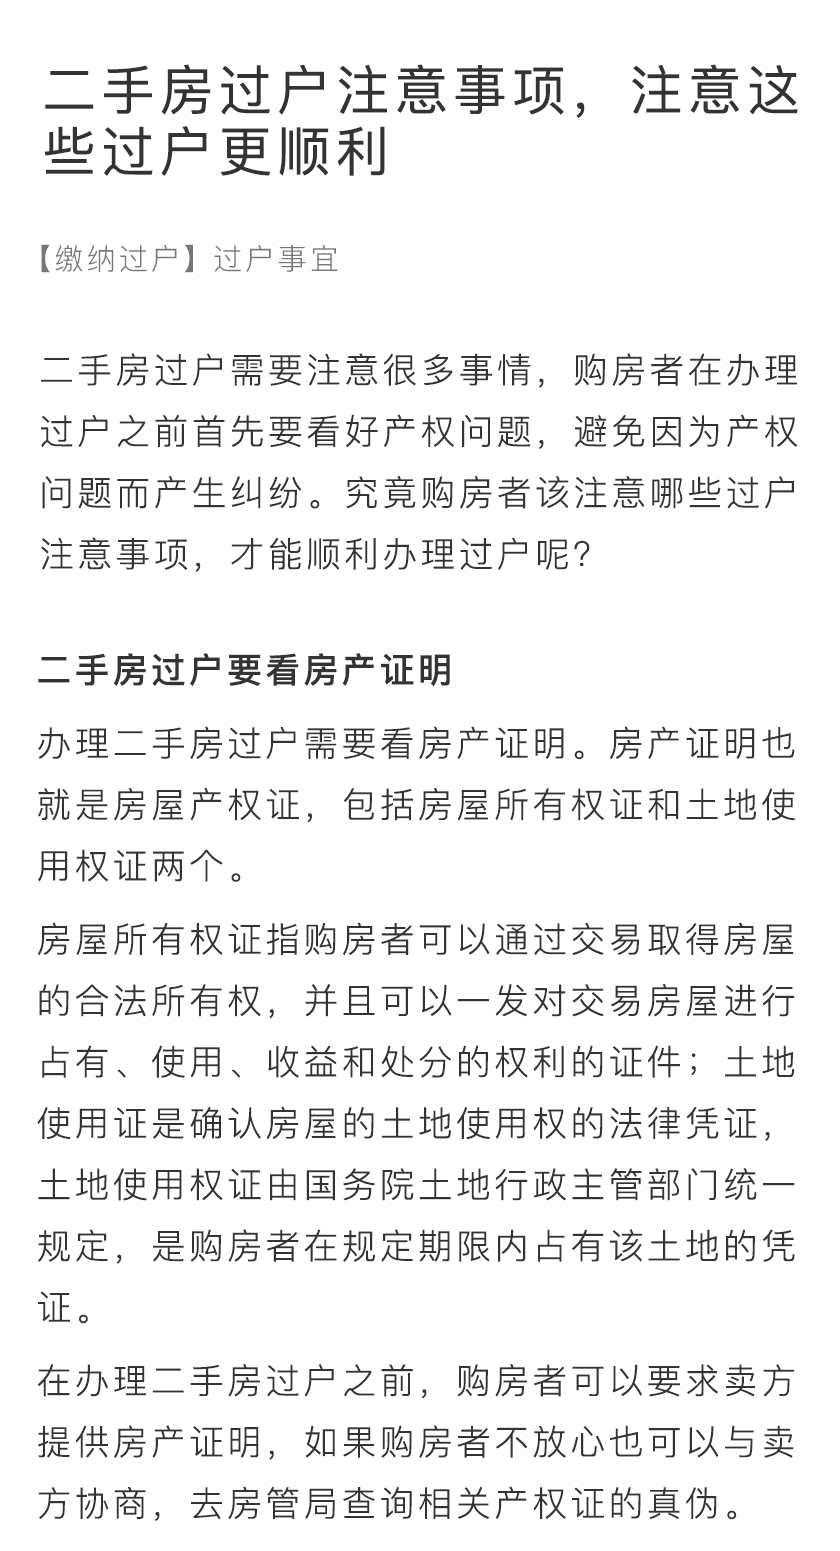 二手房过户注意事项，注意这
些过户更顺利
【缴纳过户】过户事宜
二手房过户需要注意很多事情，购房者在办理
过户之前首先要看好产权问题，避免因为产权
问题而产生纠纷。究竟购房者该注意哪些过户
注意事项，才能顺利办理过户呢？
二手房过户要看房产证明
办理二手房过户需要看房产证明。房产证明也
就是房屋产权证，包括房屋所有权证和土地使
用权证两个。
房屋所有权证指购房者可以通过交易取得房屋
的合法所有权，并且可以一发对交易房屋进行
占有、使用、收益和处分的权利的证件；土地
使用证是确认房屋的土地使用权的法律凭证，
土地使用权证由国务院土地行政主管部门统一
规定，是购房者在规定期限内占有该土地的凭
证。
在办理二手房过户之前，购房者可以要求卖方
提供房产证明，如果购房者不放心也可以与卖
方协商，去房管局查询相关产权证的真伪。